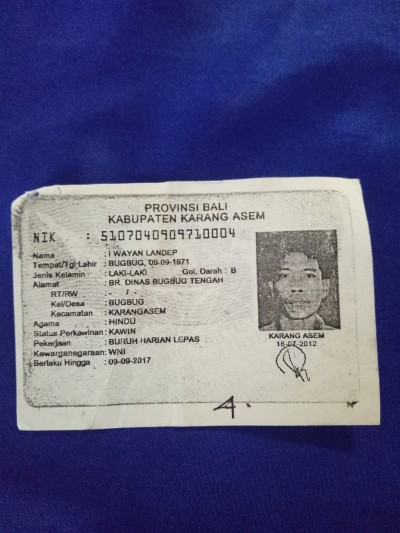 PROVINSI BALI
KABUPATEN KARANG ASEM
NIK : 5107040909710004
Nama : I WAYAN LANDEP
Tempat/Tgl Lahir : BUGBUG, 09-09-1971
Jenis Kelamin : LAKI-LAKI Gol. Darah : B
Alamat : BR. DINAS BUGBUG TENGAH
RT/RW : - / -
Kel/Desa : BUGBUG
Kecamatan : KARANGASEM
Agama : HINDU
Status Perkawinan : KAWIN
Pekerjaan : BURUH HARIAN LEPAS
Kewarganegaraan : WNI
Berlaku Hingga : 09-09-2017
KARANG ASEM
16-07-2012
4.